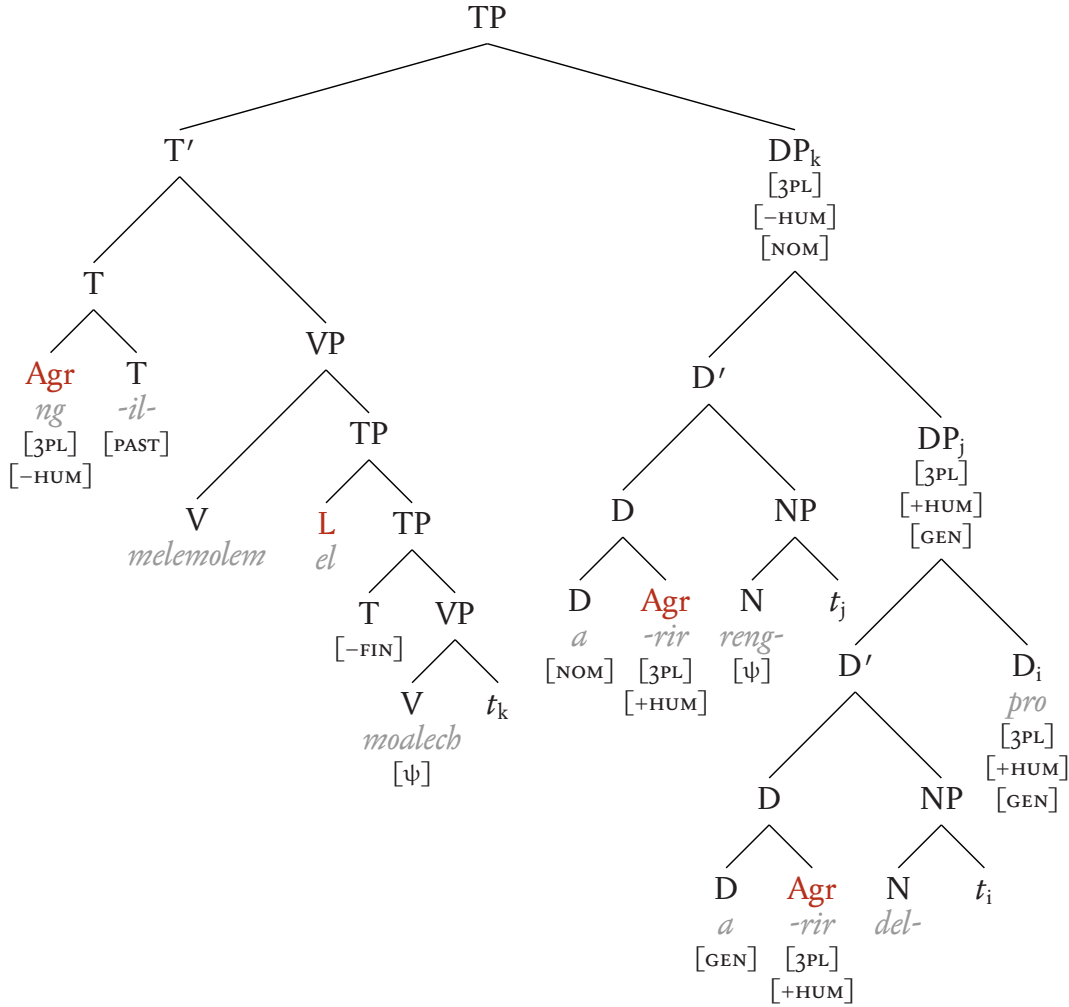 TP
T′ DPₖ
[3PL]
[−HUM]
[NOM]
T VP D′ DPⱼ
[3PL]
[+HUM]
[GEN]
Agr T
ng -il-
[3PL] [PAST]
[−HUM]
V TP
melemolem
L TP
el
T VP
[−FIN]
V tₖ
moalech
[ψ]
D NP
D Agr N tⱼ
a -rir reng-
[NOM] [3PL] [ψ]
[+HUM]
D′ Dᵢ
pro
[3PL]
[+HUM]
[GEN]
D NP
D Agr N tᵢ
a -rir del-
[GEN] [3PL]
[+HUM]